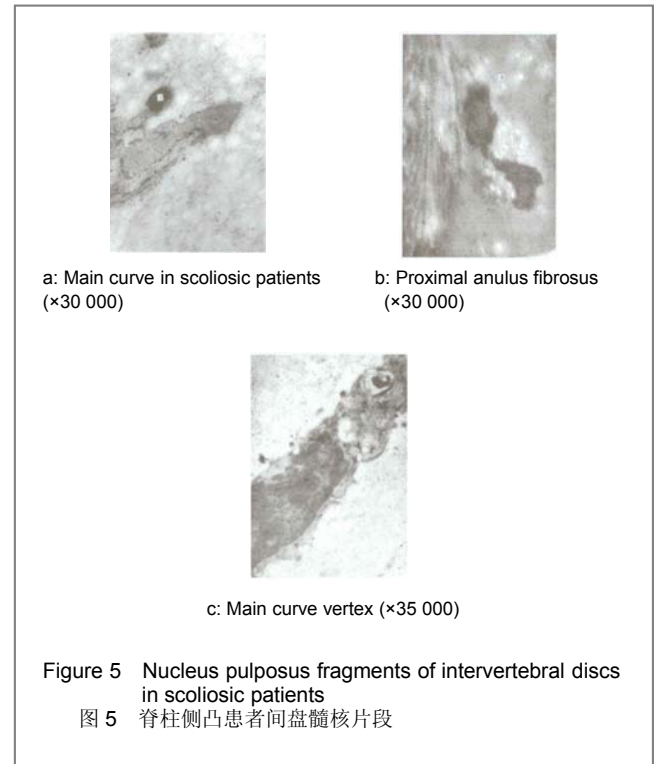 a: Main curve in scoliosic patients
(×30 000)
b: Proximal anulus fibrosus
(×30 000)
c: Main curve vertex (×35 000)
Figure 5 Nucleus pulposus fragments of intervertebral discs
in scoliosic patients
图 5 脊柱侧凸患者间盘髓核片段